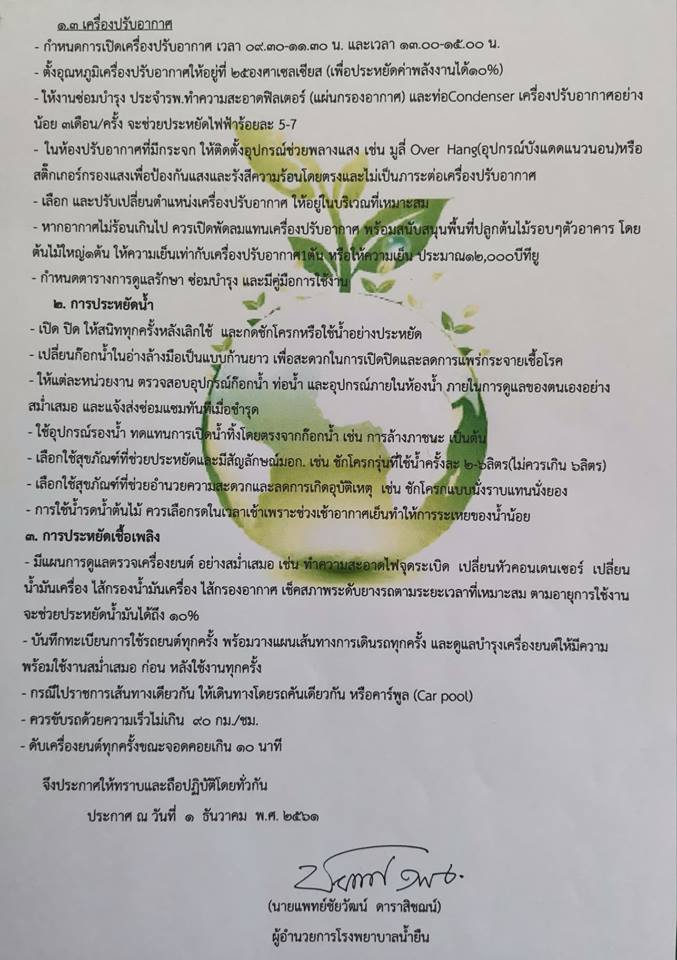 ๑.๓ เครื่องปรับอากาศ
- กำหนดการเปิดเครื่องปรับอากาศ เวลา ๐๙.๓๐-๑๑.๓๐ น. และเวลา ๑๓.๐๐-๑๕.๐๐ น.
- ตั้งอุณหภูมิเครื่องปรับอากาศให้อยู่ที่ ๒๕องศาเซลเซียส (เพื่อประหยัดค่าพลังงานได้๑๐%)
- ให้งานซ่อมบำรุง ประจำรพ.ทำความสะอาดฟิลเตอร์ (แผ่นกรองอากาศ) และท่อCondenser เครื่องปรับอากาศอย่าง
น้อย ๓เดือน/ครั้ง จะช่วยประหยัดไฟฟ้าร้อยละ 5-7
- ในห้องปรับอากาศที่มีกระจก ให้ติดตั้งอุปกรณ์ช่วยพลางแสง เช่น มูลี่ Over Hang(อุปกรณ์บังแดดแนวนอน)หรือ
สติ๊กเกอร์กรองแสงเพื่อป้องกันแสงและรังสีความร้อนโดยตรงและไม่เป็นภาระต่อเครื่องปรับอากาศ
- เลือก และปรับเปลี่ยนตำแหน่งเครื่องปรับอากาศ ให้อยู่ในบริเวณที่เหมาะสม
- หากอากาศไม่ร้อนเกินไป ควรเปิดพัดลมแทนเครื่องปรับอากาศ พร้อมสนับสนุนพื้นที่ปลูกต้นไม้รอบๆตัวอาคาร โดย
ต้นไม้ใหญ่๑ต้น ให้ความเย็นเท่ากับเครื่องปรับอากาศ1ตัน หรือให้ความเย็น ประมาณ๑๒,๐๐๐บีทียู
- กำหนดตารางการดูแลรักษา ซ่อมบำรุง และมีคู่มือการใช้งาน
๒. การประหยัดน้ำ
- เปิด ปิด ให้สนิททุกครั้งหลังเลิกใช้ และกดชักโครกหรือใช้น้ำอย่างประหยัด
- เปลี่ยนก๊อกน้ำในอ่างล้างมือเป็นแบบก้านยาว เพื่อสะดวกในการเปิดปิดและลดการแพร่กระจายเชื้อโรค
- ให้แต่ละหน่วยงาน ตรวจสอบอุปกรณ์ก๊อกน้ำ ท่อน้ำ และอุปกรณ์ภายในห้องน้ำ ภายในการดูแลของตนเองอย่าง
สม่ำเสมอ และแจ้งส่งซ่อมแซมทันทีเมื่อชำรุด
- ใช้อุปกรณ์รองน้ำ ทดแทนการเปิดน้ำทิ้งโดยตรงจากก๊อกน้ำ เช่น การล้างภาชนะ เป็นต้น
- เลือกใช้สุขภัณฑ์ที่ช่วยประหยัดและมีสัญลักษณ์มอก. เช่น ชักโครกรุ่นที่ใช้น้ำครั้งละ ๒-๖ลิตร(ไม่ควรเกิน ๖ลิตร)
- เลือกใช้สุขภัณฑ์ที่ช่วยอำนวยความสะดวกและลดการเกิดอุบัติเหตุ เช่น ชักโครกแบบนั่งราบแทนนั่งยอง
- การใช้น้ำรดน้ำต้นไม้ ควรเลือกรดในเวลาเช้าเพราะช่วงเช้าอากาศเย็นทำให้การระเหยของน้ำน้อย
๓. การประหยัดเชื้อเพลิง
- มีแผนการดูแลตรวจเครื่องยนต์ อย่างสม่ำเสมอ เช่น ทำความสะอาดไฟจุดระเบิด เปลี่ยนหัวคอนเดนเซอร์ เปลี่ยน
น้ำมันเครื่อง ไส้กรองน้ำมันเครื่อง ไส้กรองอากาศ เช็คสภาพระดับยางรถตามระยะเวลาที่เหมาะสม ตามอายุการใช้งาน
จะช่วยประหยัดน้ำมันได้ถึง ๑๐%
- บันทึกทะเบียนการใช้รถยนต์ทุกครั้ง พร้อมวางแผนเส้นทางการเดินรถทุกครั้ง และดูแลบำรุงเครื่องยนต์ให้มีความ
พร้อมใช้งานสม่ำเสมอ ก่อน หลังใช้งานทุกครั้ง
- กรณีไปราชการเส้นทางเดียวกัน ให้เดินทางโดยรถคันเดียวกัน หรือคาร์พูล (Car pool)
- ควรขับรถด้วยความเร็วไม่เกิน ๙๐ กม./ชม.
- ดับเครื่องยนต์ทุกครั้งขณะจอดคอยเกิน ๑๐ นาที
จึงประกาศให้ทราบและถือปฏิบัติโดยทั่วกัน
ประกาศ ณ วันที่ ๑ ธันวาคม พ.ศ. ๒๕๖๑
(นายแพทย์ชัยวัฒน์ ดาราสิชฌน์)
ผู้อำนวยการโรงพยาบาลน้ำยืน